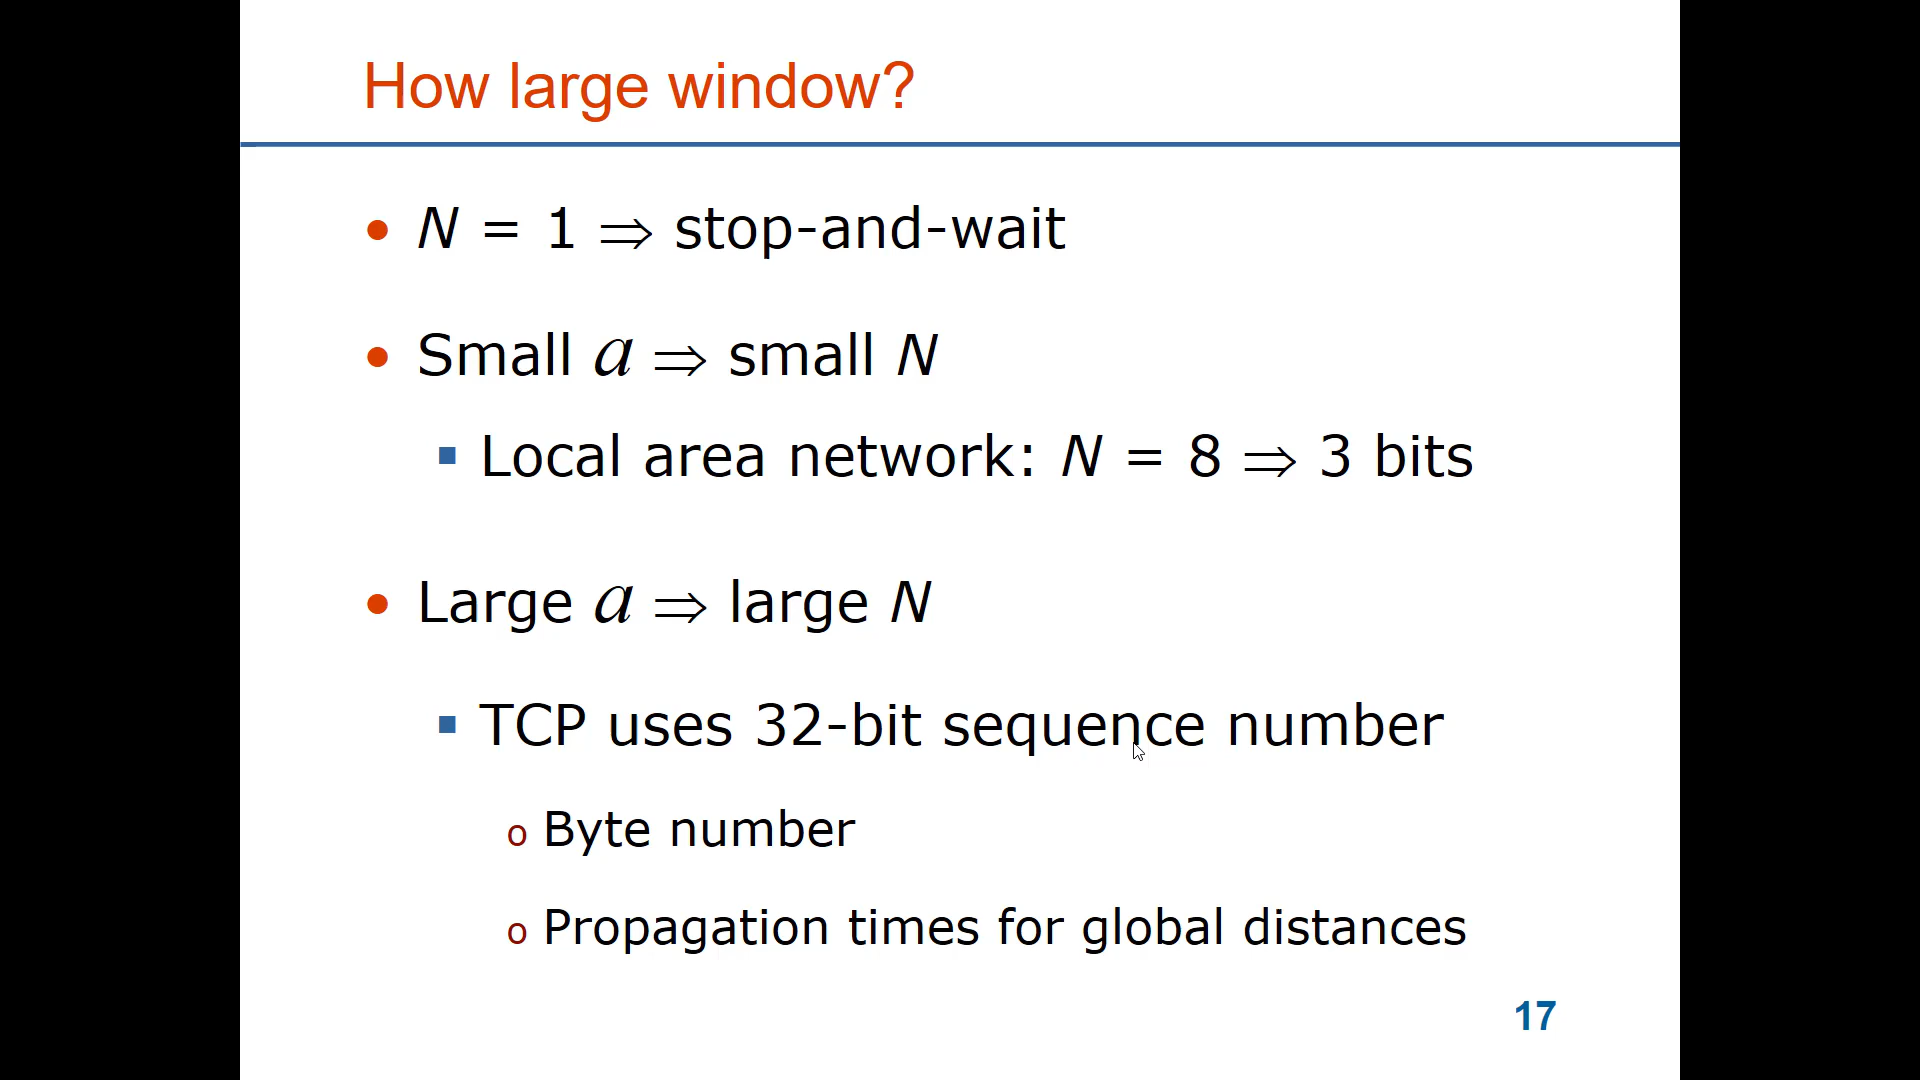 How large window?
• N = 1 ⇒ stop-and-wait
• Small a ⇒ small N
▪ Local area network: N = 8 ⇒ 3 bits
• Large a ⇒ large N
▪ TCP uses 32-bit sequence number
o Byte number
o Propagation times for global distances
17